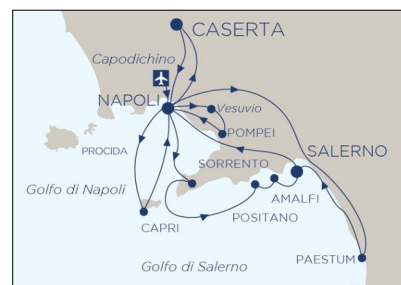 CASERTA
Capodichino
NAPOLI
Vesuvio
POMPEI
PROCIDA
SORRENTO
SALERNO
Golfo di Napoli
AMALFI
POSITANO
CAPRI
PAESTUM
Golfo di Salerno